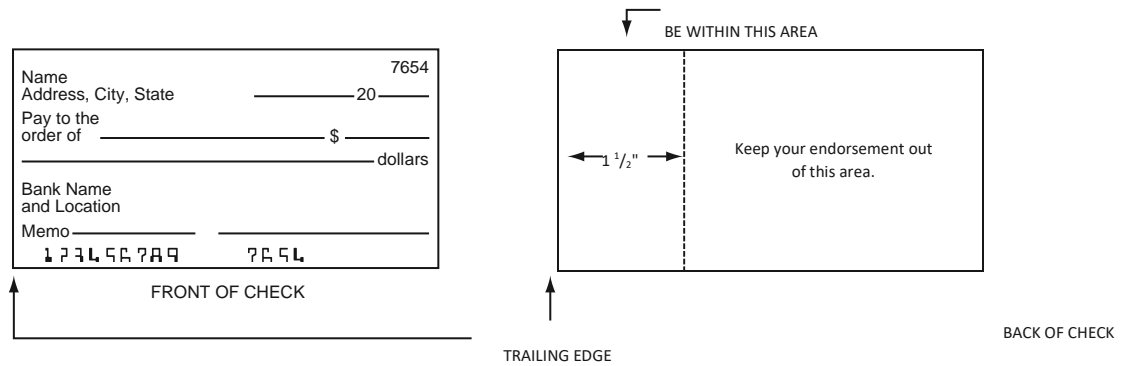 BE WITHIN THIS AREA
7654
Name
Address, City, State 20
Pay to the
order of $
dollars
Bank Name
and Location
Memo
123456789 7654
FRONT OF CHECK
1 1/2"
Keep your endorsement out
of this area.
BACK OF CHECK
TRAILING EDGE